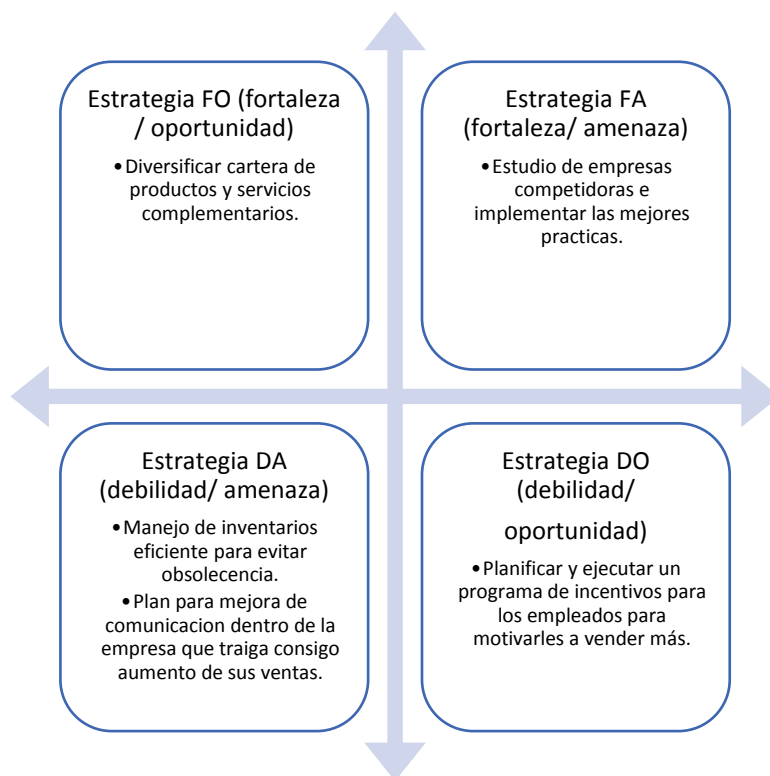 Estrategia FO (fortaleza
/ oportunidad)
•Diversificar cartera de
productos y servicios
complementarios.
Estrategia FA
(fortaleza/ amenaza)
•Estudio de empresas
competidoras e
implementar las mejores
practicas.
Estrategia DA
(debilidad/ amenaza)
•Manejo de inventarios
eficiente para evitar
obsolecencia.
•Plan para mejora de
comunicacion dentro de la
empresa que traiga consigo
aumento de sus ventas.
Estrategia DO
(debilidad/
oportunidad)
•Planificar y ejecutar un
programa de incentivos para
los empleados para
motivarles a vender más.